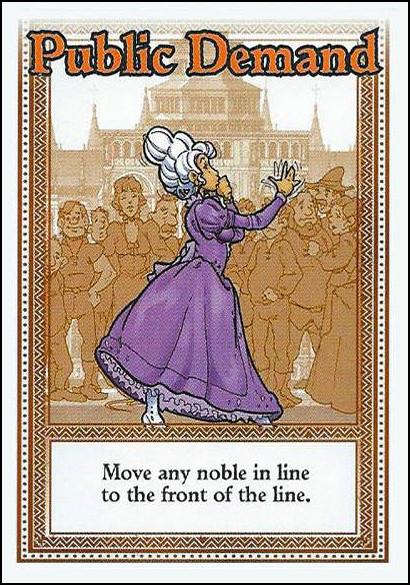 Public Demand
Move any noble in line
to the front of the line.